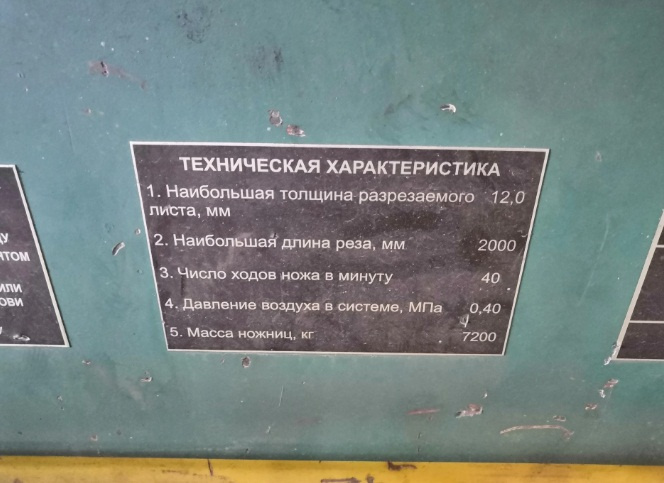 ТЕХНИЧЕСКАЯ ХАРАКТЕРИСТИКА
1. Наибольшая толщина разрезаемого 12,0
листа, мм
2. Наибольшая длина реза, мм 2000
3. Число ходов ножа в минуту 40
4. Давление воздуха в системе, МПа 0,40
5. Масса ножниц, кг 7200
ИЛИ